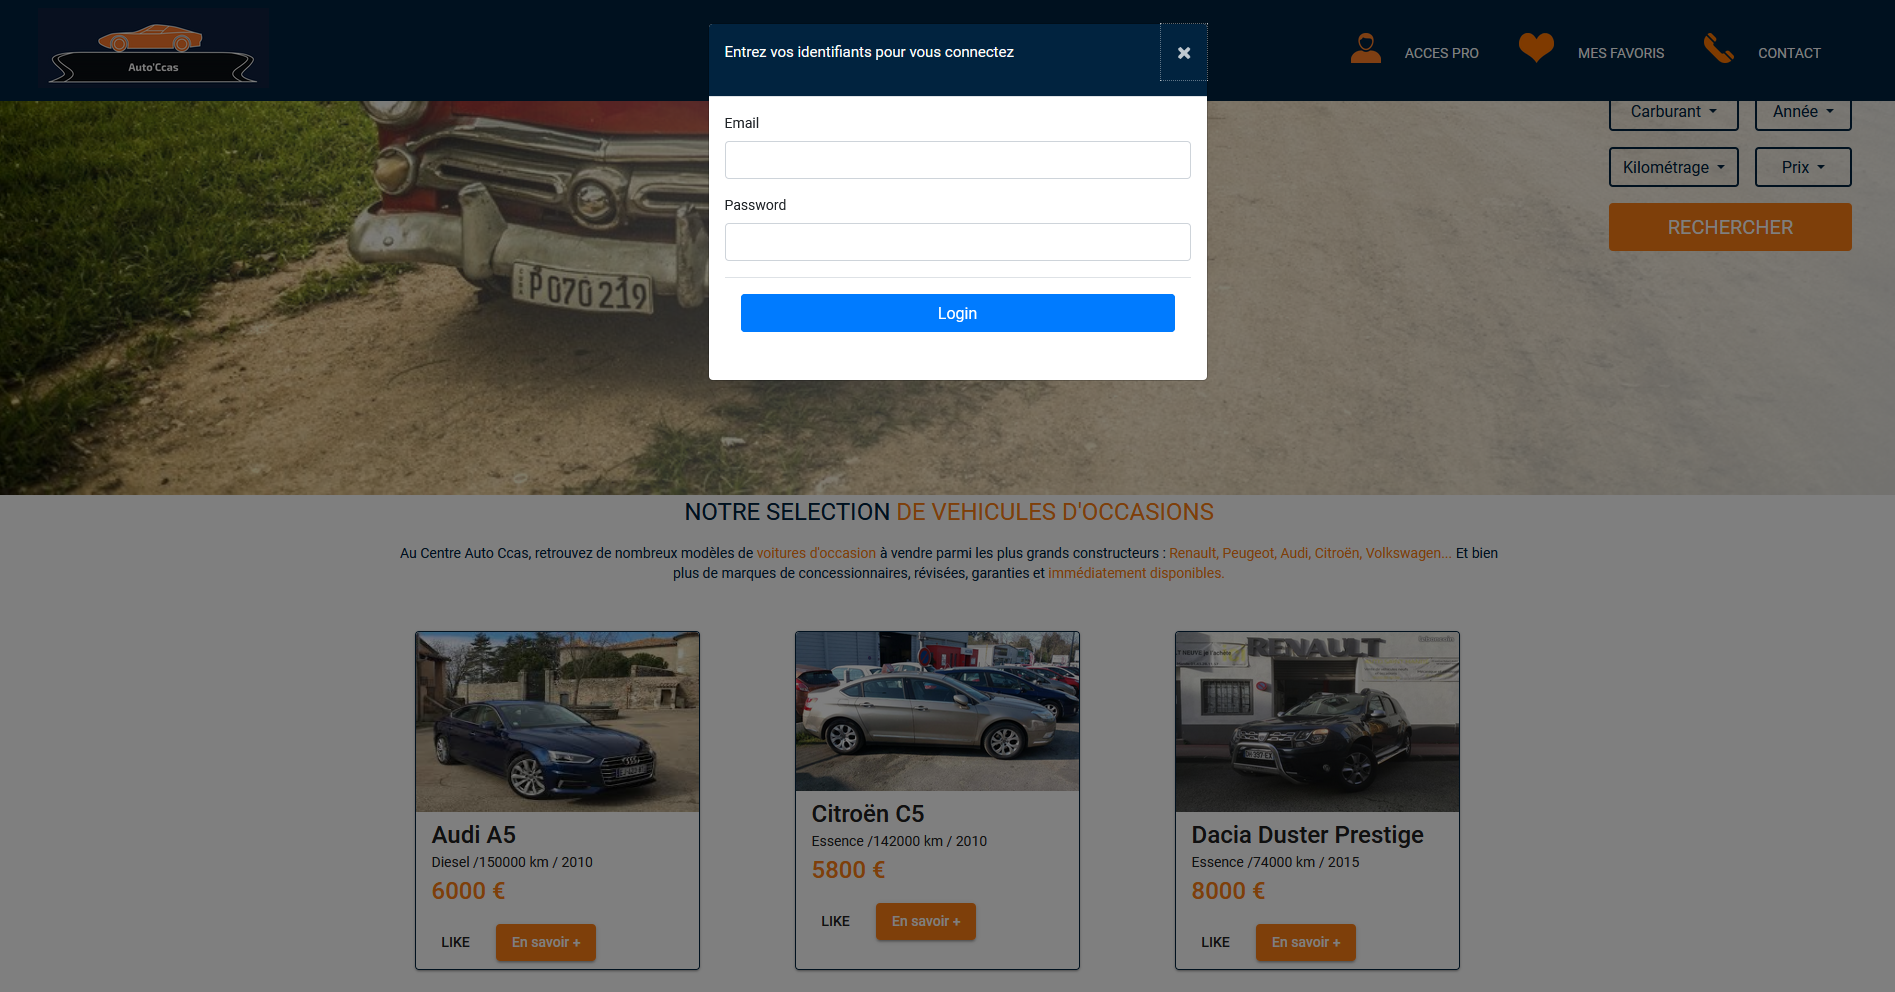 Auto'Ccas
ACCES PRO
MES FAVORIS
CONTACT
Entrez vos identifiants pour vous connectez
×
Email
Password
Login
Carburant
Année
Kilométrage
Prix
RECHERCHER
P 070 219
NOTRE SELECTION DE VEHICULES D'OCCASIONS
Au Centre Auto Ccas, retrouvez de nombreux modèles de voitures d'occasion à vendre parmi les plus grands constructeurs : Renault, Peugeot, Audi, Citroën, Volkswagen... Et bien
plus de marques de concessionnaires, révisées, garanties et immédiatement disponibles.
RENAULT
Audi A5
Diesel /150000 km / 2010
6000 €
LIKE
En savoir +
Citroën C5
Essence /142000 km / 2010
5800 €
LIKE
En savoir +
Dacia Duster Prestige
Essence /74000 km / 2015
8000 €
LIKE
En savoir +